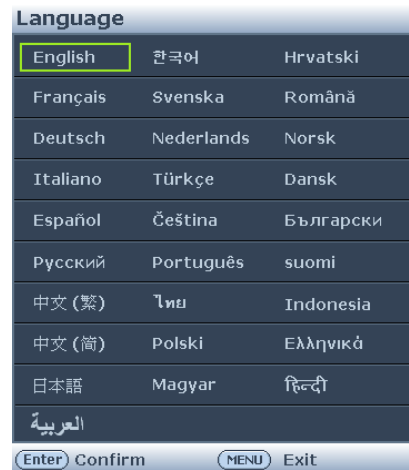 Language
English 한국어 Hrvatski
Français Svenska Română
Deutsch Nederlands Norsk
Italiano Türkçe Dansk
Español Čeština Български
Русский Português suomi
中文 (繁) ไทย Indonesia
中文 (简) Polski Ελληνικά
日本語 Magyar हिन्दी
العربية
Enter Confirm MENU Exit